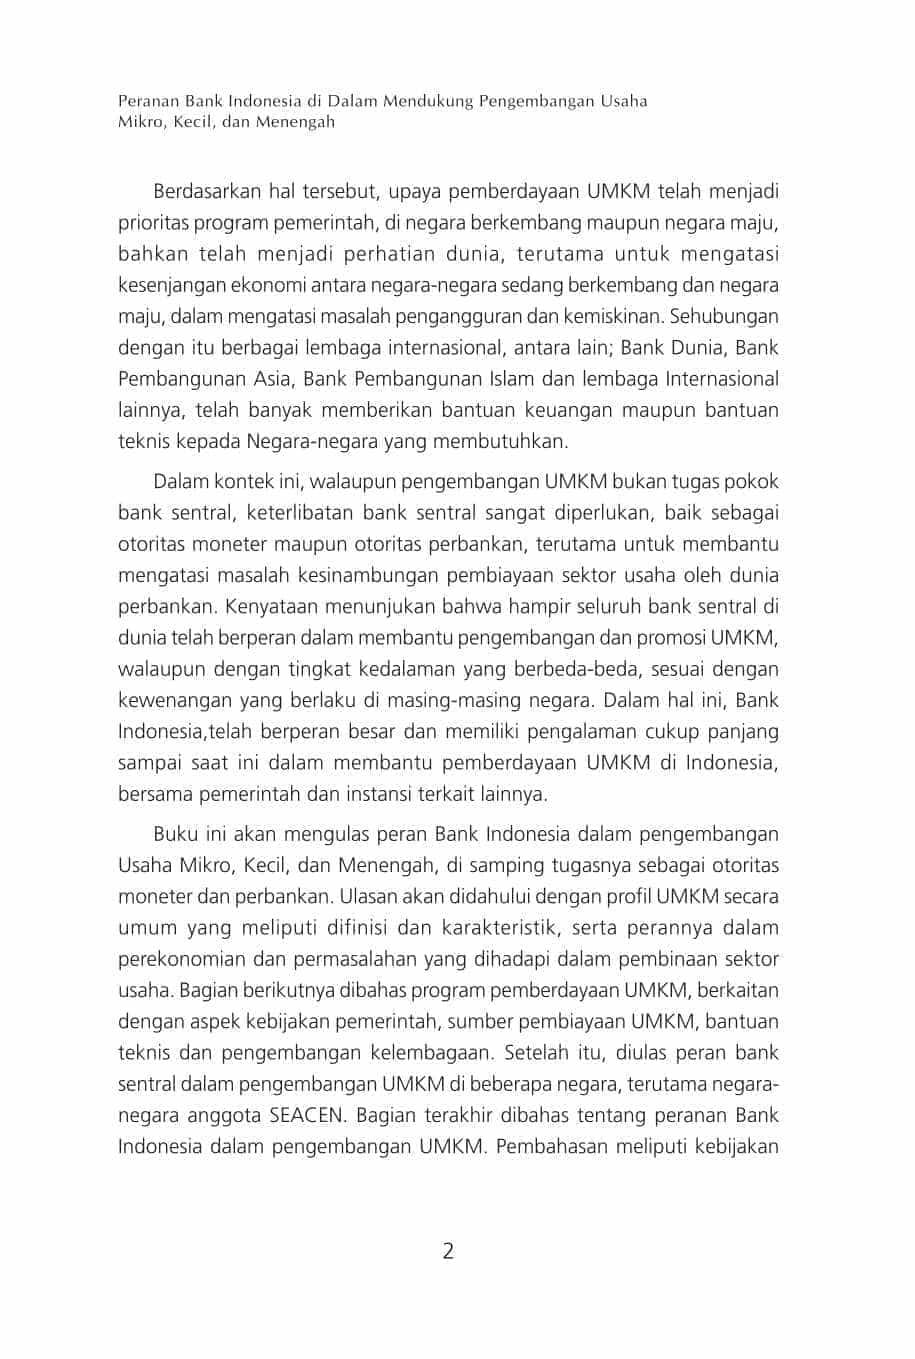 Peranan Bank Indonesia di Dalam Mendukung Pengembangan Usaha
Mikro, Kecil, dan Menengah
Berdasarkan hal tersebut, upaya pemberdayaan UMKM telah menjadi
prioritas program pemerintah, di negara berkembang maupun negara maju,
bahkan telah menjadi perhatian dunia, terutama untuk mengatasi
kesenjangan ekonomi antara negara-negara sedang berkembang dan negara
maju, dalam mengatasi masalah pengangguran dan kemiskinan. Sehubungan
dengan itu berbagai lembaga internasional, antara lain; Bank Dunia, Bank
Pembangunan Asia, Bank Pembangunan Islam dan lembaga Internasional
lainnya, telah banyak memberikan bantuan keuangan maupun bantuan
teknis kepada Negara-negara yang membutuhkan.
Dalam kontek ini, walaupun pengembangan UMKM bukan tugas pokok
bank sentral, keterlibatan bank sentral sangat diperlukan, baik sebagai
otoritas moneter maupun otoritas perbankan, terutama untuk membantu
mengatasi masalah kesinambungan pembiayaan sektor usaha oleh dunia
perbankan. Kenyataan menunjukan bahwa hampir seluruh bank sentral di
dunia telah berperan dalam membantu pengembangan dan promosi UMKM,
walaupun dengan tingkat kedalaman yang berbeda-beda, sesuai dengan
kewenangan yang berlaku di masing-masing negara. Dalam hal ini, Bank
Indonesia,telah berperan besar dan memiliki pengalaman cukup panjang
sampai saat ini dalam membantu pemberdayaan UMKM di Indonesia,
bersama pemerintah dan instansi terkait lainnya.
Buku ini akan mengulas peran Bank Indonesia dalam pengembangan
Usaha Mikro, Kecil, dan Menengah, di samping tugasnya sebagai otoritas
moneter dan perbankan. Ulasan akan didahului dengan profil UMKM secara
umum yang meliputi difinisi dan karakteristik, serta perannya dalam
perekonomian dan permasalahan yang dihadapi dalam pembinaan sektor
usaha. Bagian berikutnya dibahas program pemberdayaan UMKM, berkaitan
dengan aspek kebijakan pemerintah, sumber pembiayaan UMKM, bantuan
teknis dan pengembangan kelembagaan. Setelah itu, diulas peran bank
sentral dalam pengembangan UMKM di beberapa negara, terutama negara-
negara anggota SEACEN. Bagian terakhir dibahas tentang peranan Bank
Indonesia dalam pengembangan UMKM. Pembahasan meliputi kebijakan
2